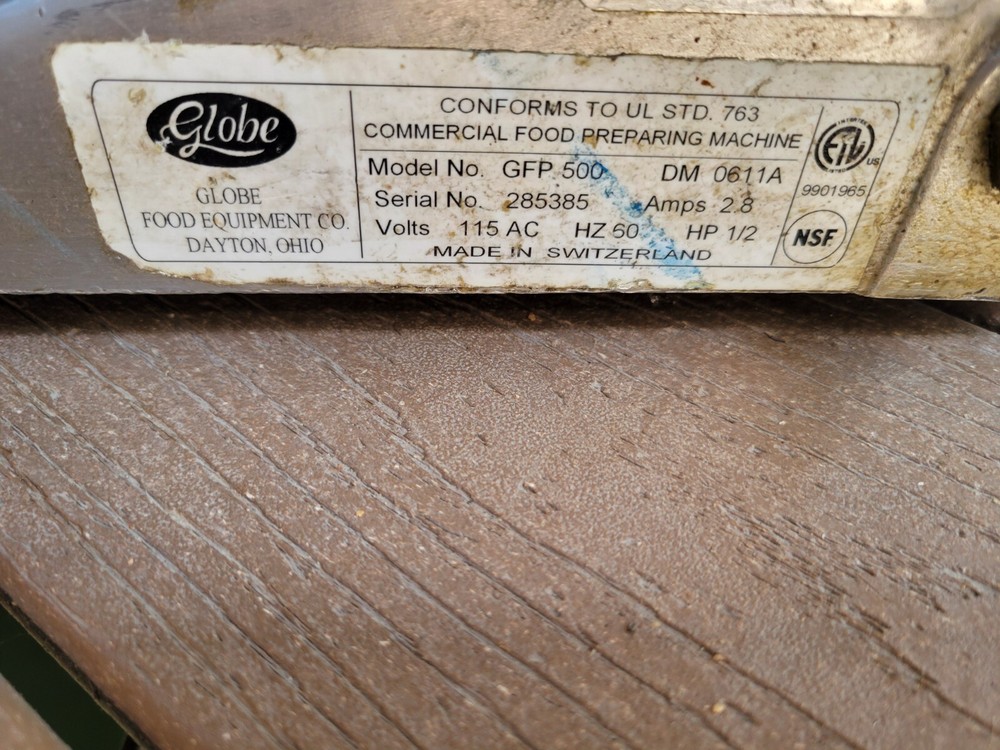 Globe
GLOBE
FOOD EQUIPMENT CO.
DAYTON, OHIO
CONFORMS TO UL STD. 763
COMMERCIAL FOOD PREPARING MACHINE
Model No. GFP 500 DM 0611A
Serial No. 285385 Amps 2.8
Volts 115 AC HZ 60 HP 1/2
MADE IN SWITZERLAND
ETL
US
9901965
NSF